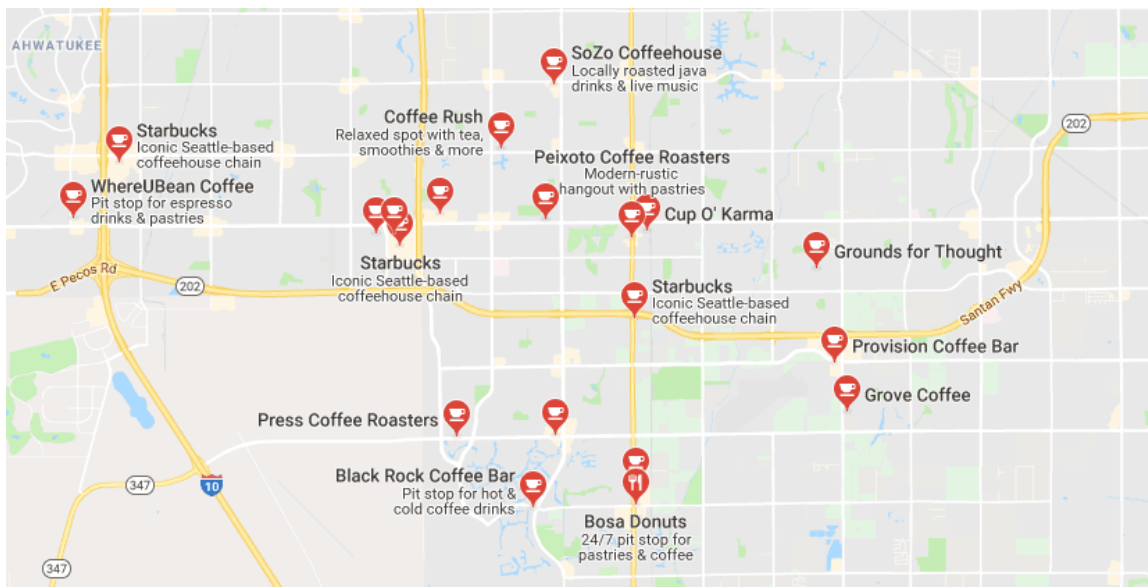 AHWATUKEE
SoZo Coffeehouse
Locally roasted java
drinks & live music
Coffee Rush
Relaxed spot with tea,
smoothies & more
Starbucks
Iconic Seattle-based
coffeehouse chain
202
Peixoto Coffee Roasters
Modern-rustic
hangout with pastries
WhereUBean Coffee
Pit stop for espresso
drinks & pastries
Cup O' Karma
Grounds for Thought
E Pecos Rd
202
Starbucks
Iconic Seattle-based
coffeehouse chain
Starbucks
Iconic Seattle-based
coffeehouse chain
Santan Fwy
Provision Coffee Bar
Grove Coffee
Press Coffee Roasters
Black Rock Coffee Bar
Pit stop for hot &
cold coffee drinks
347
10
Bosa Donuts
24/7 pit stop for
pastries & coffee
347